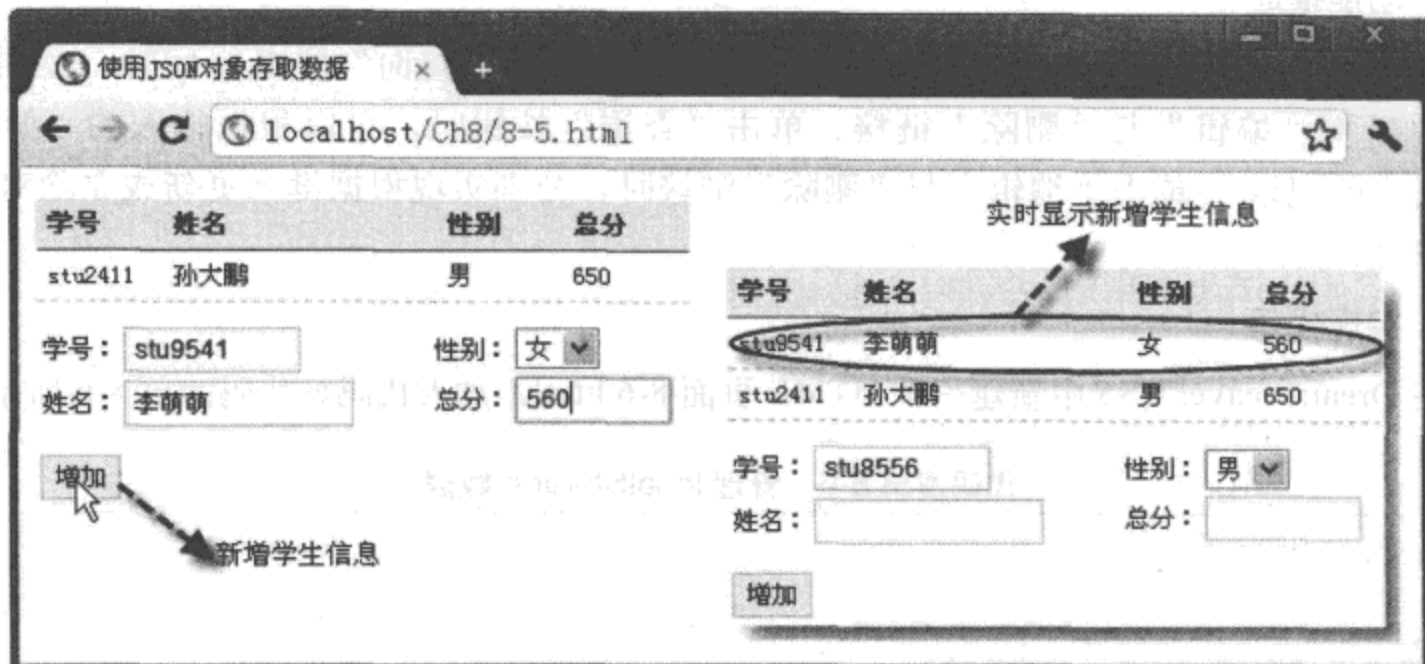 使用JSON对象存取数据
localhost/Ch8/8-5.html
学号 姓名 性别 总分
stu2411 孙大鹏 男 650
学号： stu9541 性别： 女
姓名： 李萌萌 总分： 560
增加
新增学生信息
实时显示新增学生信息
学号 姓名 性别 总分
stu9541 李萌萌 女 560
stu2411 孙大鹏 男 650
学号： stu8556 性别： 男
姓名： 总分：
增加